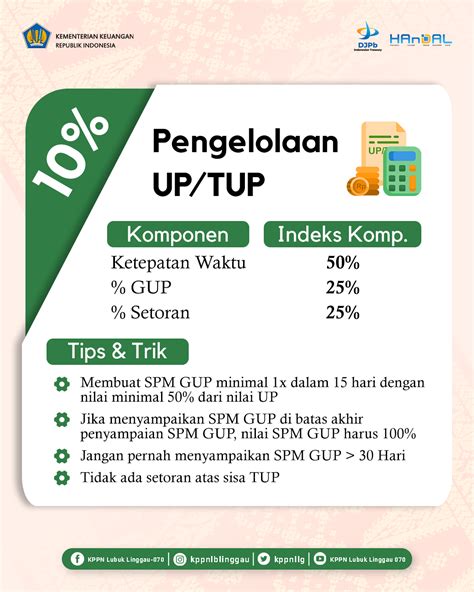 KEMENTERIAN KEUANGAN
REPUBLIK INDONESIA
DJPb
Indonesian Treasury
HAnDAL
10%
Pengelolaan
UP/TUP
UP/
Komponen Indeks Komp.
Ketepatan Waktu 50%
% GUP 25%
% Setoran 25%
Tips & Trik
Membuat SPM GUP minimal 1x dalam 15 hari dengan
nilai minimal 50% dari nilai UP
Jika menyampaikan SPM GUP di batas akhir
penyampaian SPM GUP, nilai SPM GUP harus 100%
Jangan pernah menyampaikan SPM GUP > 30 Hari
Tidak ada setoran atas sisa TUP
KPPN Lubuk Linggau-070 kppnlblinggau kppnllg KPPN Lubuk Linggau 070